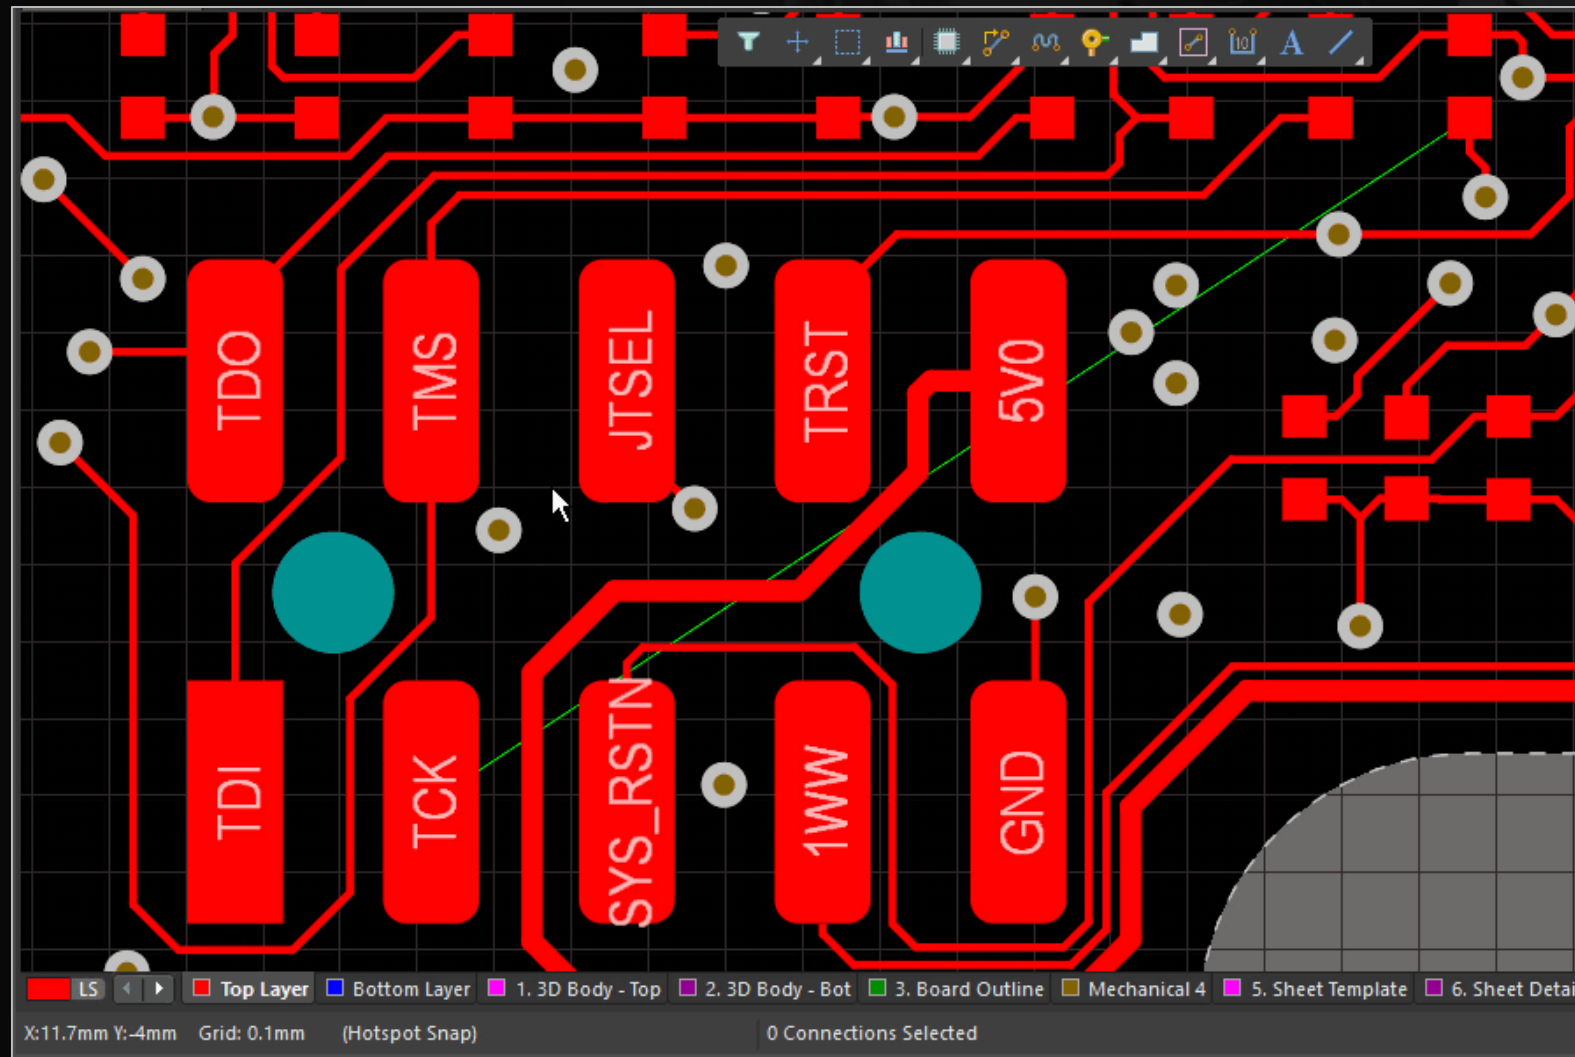 10 A
TDO TMS JTSEL TRST 5V0
TDI TCK SYS_RSTN 1WW GND
LS Top Layer Bottom Layer 1. 3D Body - Top 2. 3D Body - Bot 3. Board Outline Mechanical 4 5. Sheet Template 6. Sheet Detai
X:11.7mm Y:-4mm Grid: 0.1mm (Hotspot Snap) 0 Connections Selected